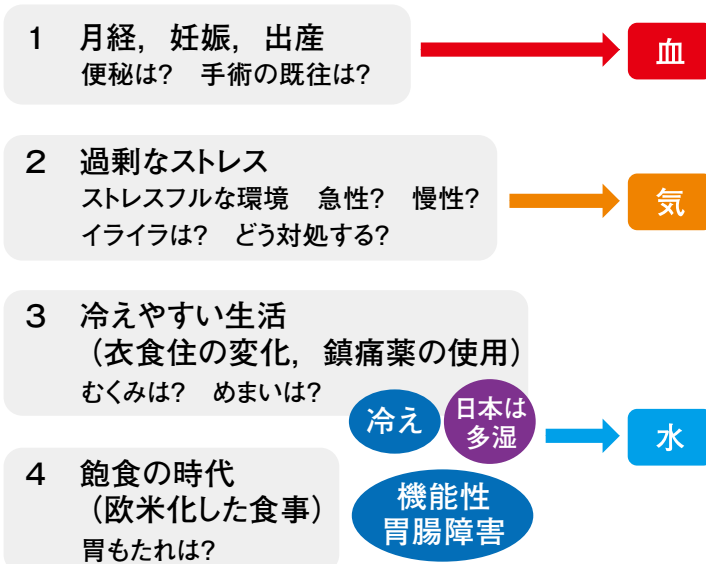 1 月経，妊娠，出産
便秘は? 手術の既往は?
血
2 過剰なストレス
ストレスフルな環境 急性? 慢性?
イライラは? どう対処する?
気
3 冷えやすい生活
（衣食住の変化，鎮痛薬の使用）
むくみは? めまいは?
冷え
日本は
多湿
水
4 飽食の時代
（欧米化した食事）
胃もたれは?
機能性
胃腸障害